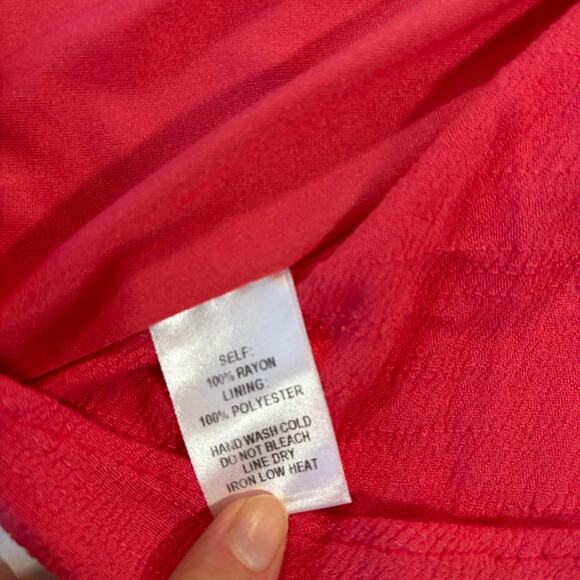 SELF:
100% RAYON
LINING:
100% POLYESTER
HAND WASH COLD
DO NOT BLEACH
LINE DRY
IRON LOW HEAT